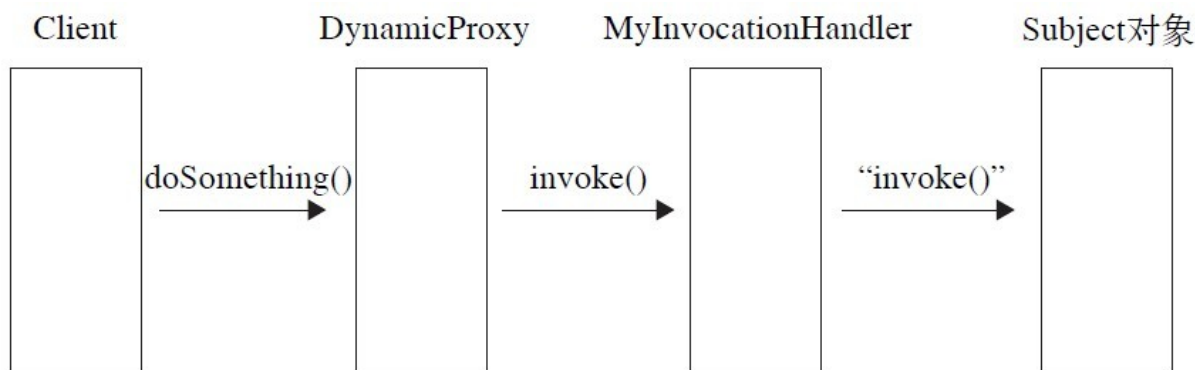 Client DynamicProxy MyInvocationHandler Subject对象
doSomething() invoke() “invoke()”